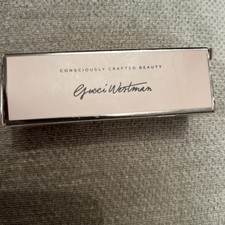 CONSCIOUSLY CRAFTED BEAUTY
Gucci Westman